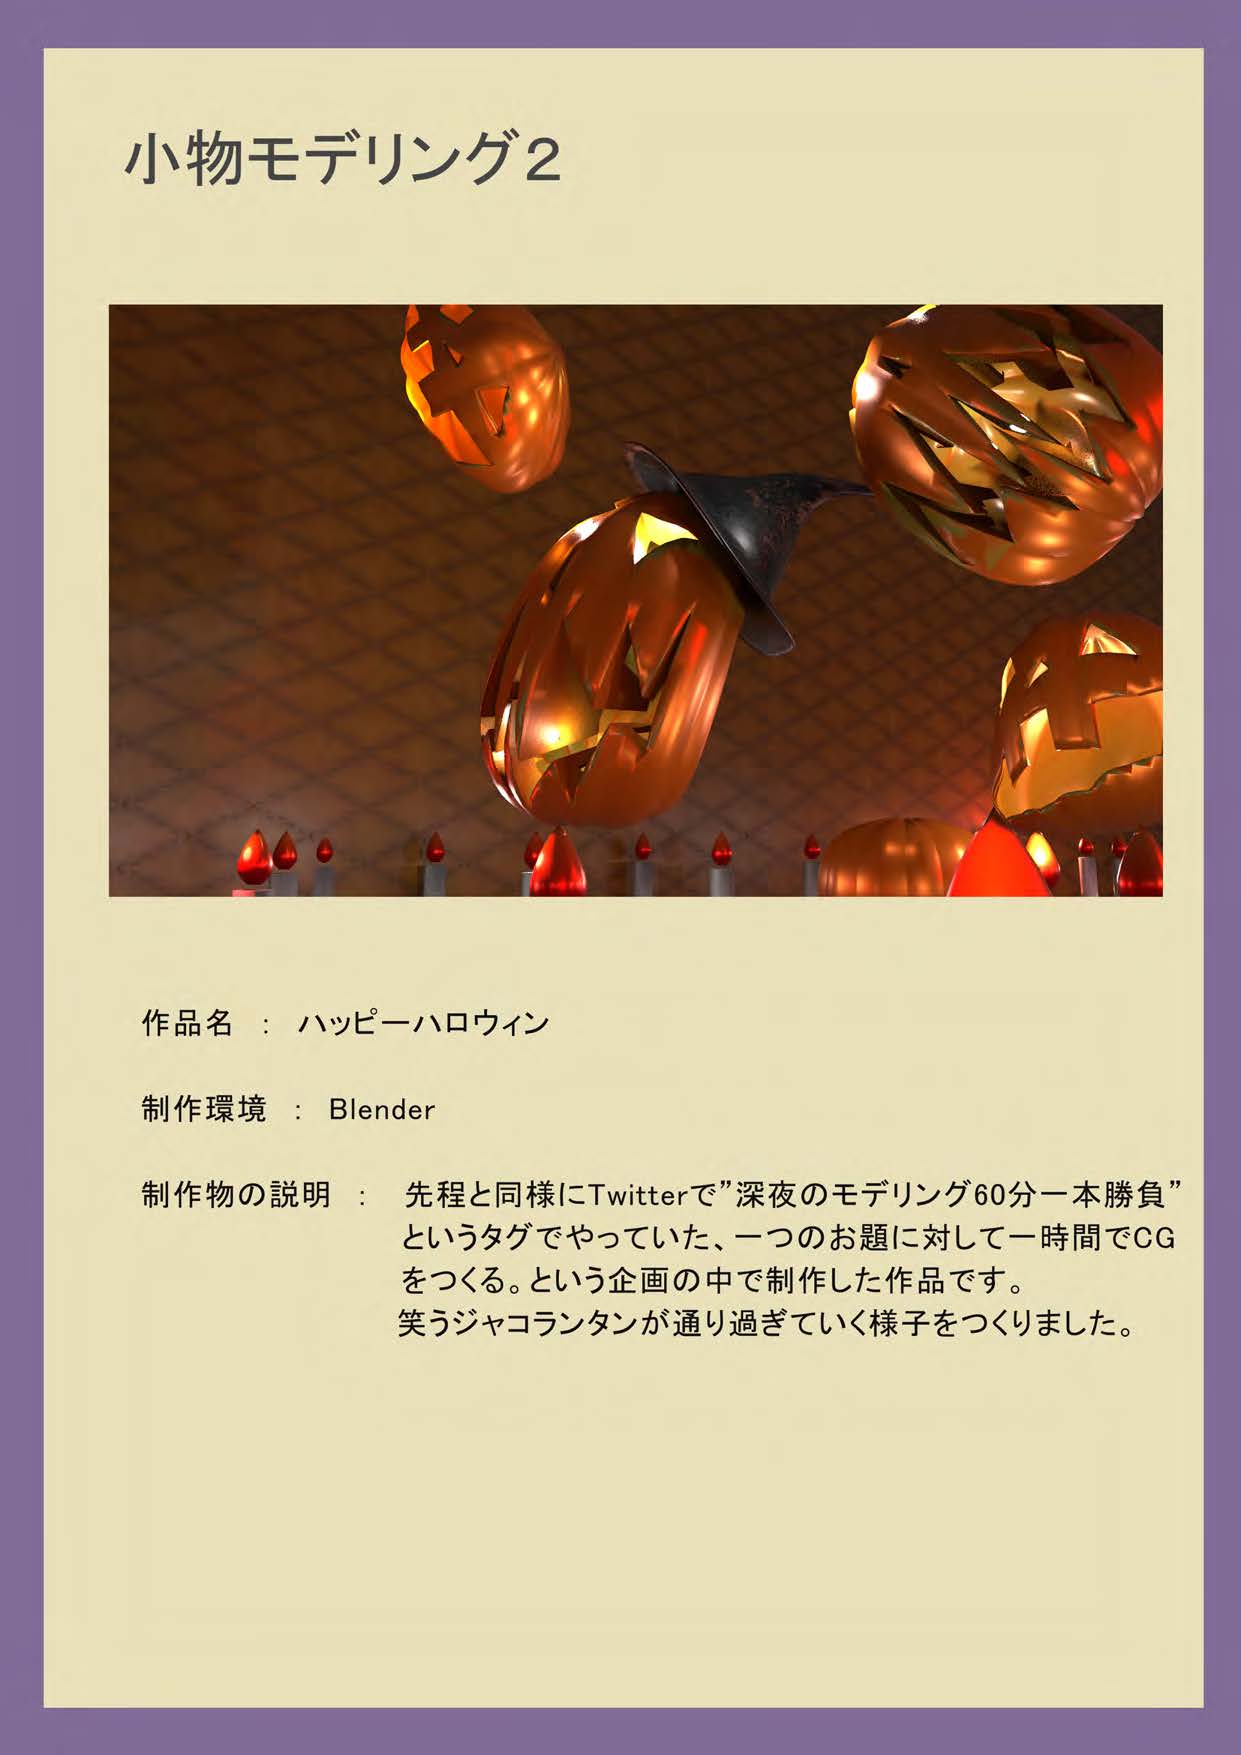 小物モデリング2
作品名 : ハッピーハロウィン
制作環境 : Blender
制作物の説明 : 先程と同様にTwitterで”深夜のモデリング60分一本勝負”
というタグでやっていた、一つのお題に対して一時間でCG
をつくる。という企画の中で制作した作品です。
笑うジャコランタンが通り過ぎていく様子をつくりました。